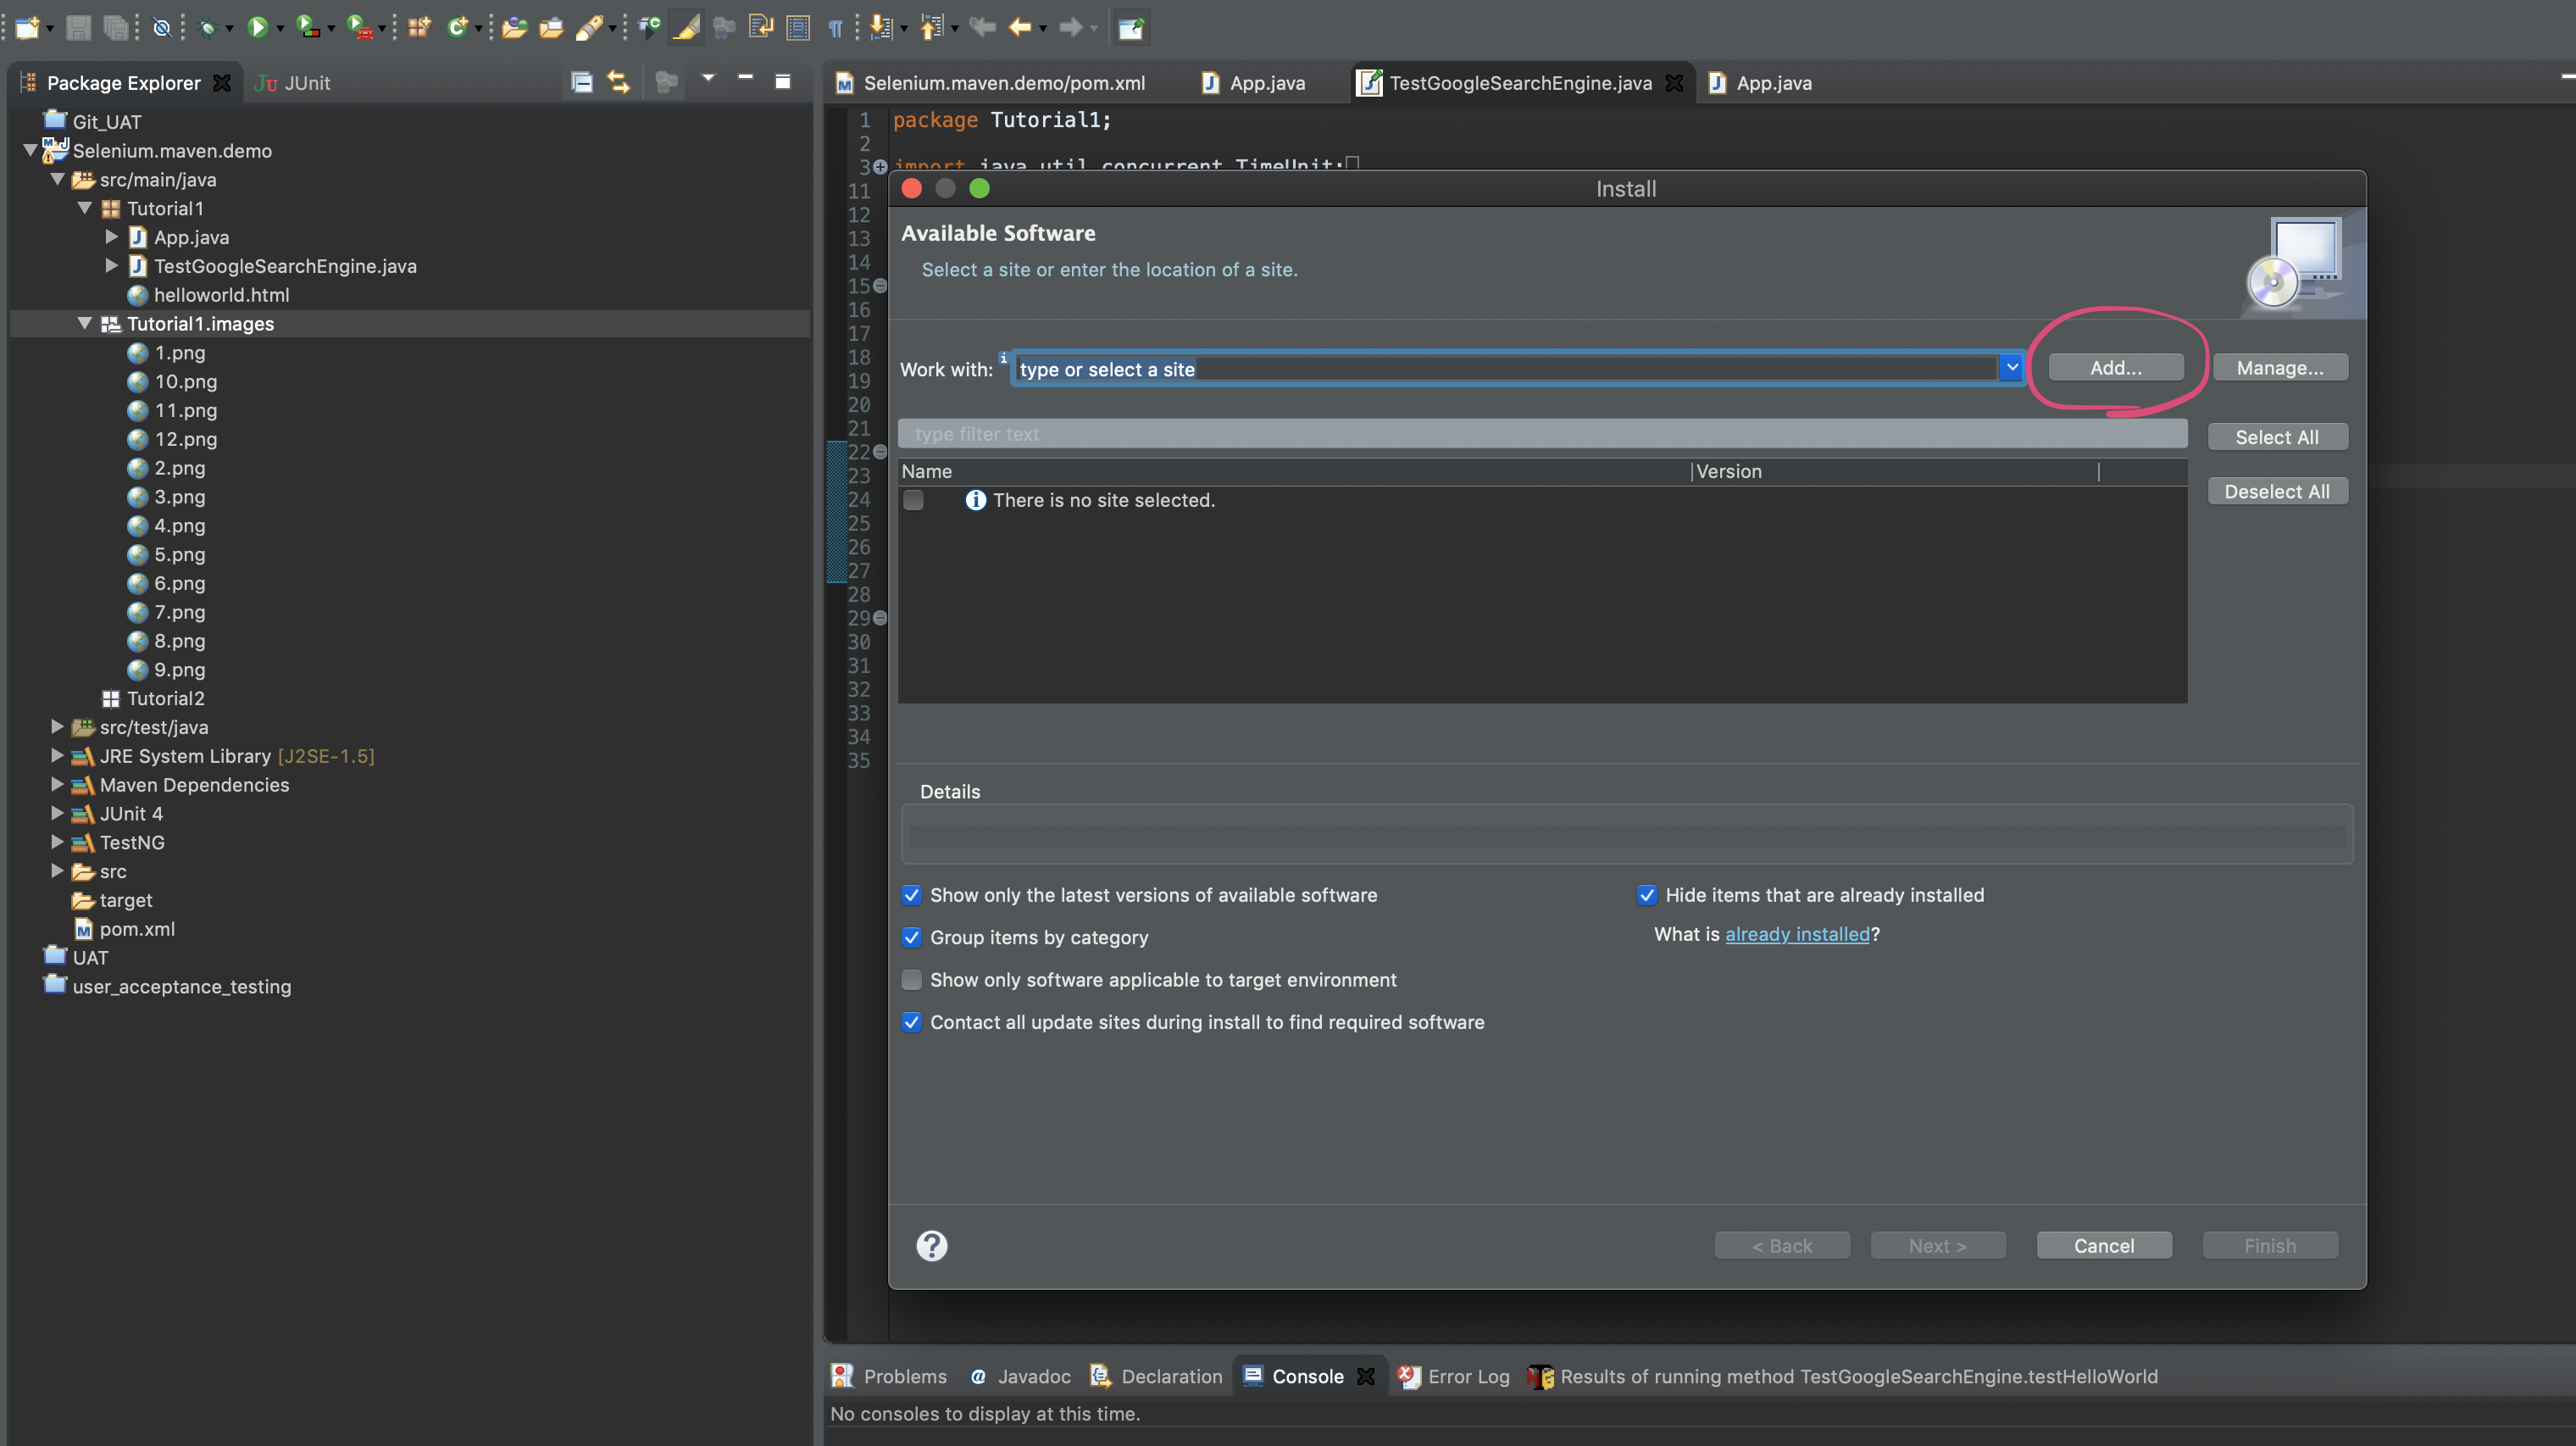 Package Explorer
JUnit
Git_UAT
Selenium.maven.demo
src/main/java
Tutorial1
App.java
TestGoogleSearchEngine.java
helloworld.html
Tutorial1.images
1.png
10.png
11.png
12.png
2.png
3.png
4.png
5.png
6.png
7.png
8.png
9.png
Tutorial2
src/test/java
JRE System Library [J2SE-1.5]
Maven Dependencies
JUnit 4
TestNG
src
target
pom.xml
UAT
user_acceptance_testing
Selenium.maven.demo/pom.xml
App.java
TestGoogleSearchEngine.java
App.java
1 package Tutorial1;
2
3 import java.util.concurrent.TimeUnit;
11
12
13
14
15
16
17
18
19
20
21
22
23
24
25
26
27
28
29
30
31
32
33
34
35
Install
Available Software
Select a site or enter the location of a site.
Work with: type or select a site
Add...
Manage...
type filter text
Select All
Name
Version
There is no site selected.
Deselect All
Details
Show only the latest versions of available software
Hide items that are already installed
Group items by category
What is already installed?
Show only software applicable to target environment
Contact all update sites during install to find required software
? < Back Next > Cancel Finish
Problems
Javadoc
Declaration
Console
Error Log
Results of running method TestGoogleSearchEngine.testHelloWorld
No consoles to display at this time.